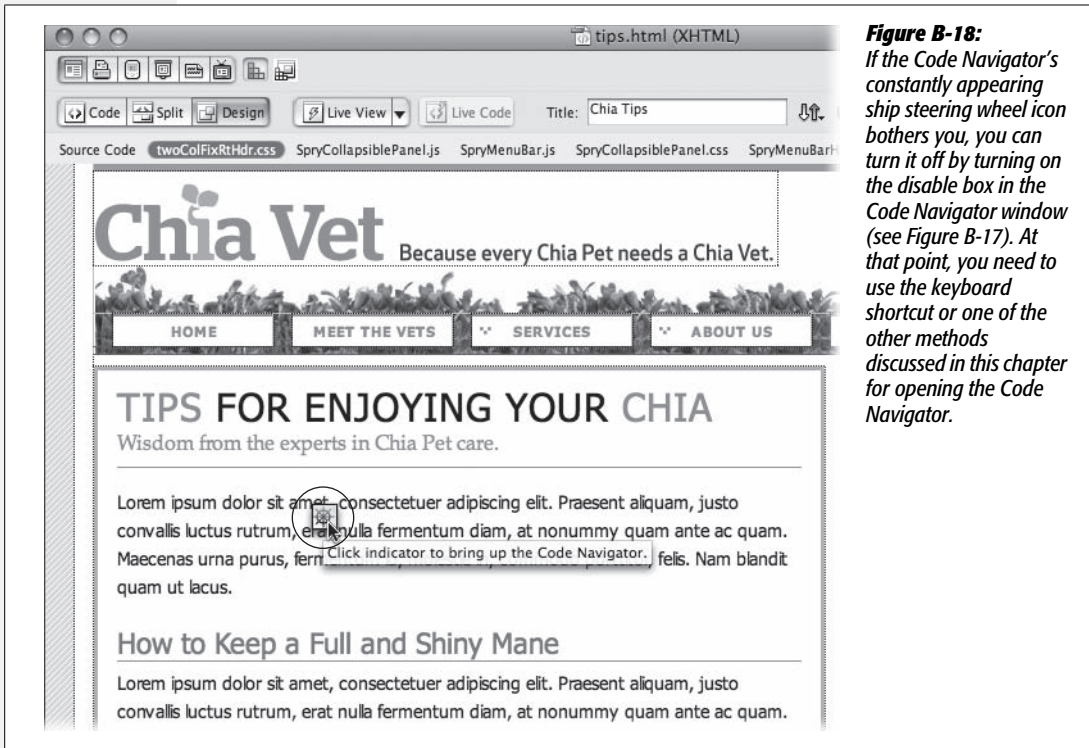 tips.html (XHTML)
Code Split Design Live View Live Code Title: Chia Tips
Source Code twoColFixRtHdr.css SpryCollapsiblePanel.js SpryMenuBar.js SpryCollapsiblePanel.css SpryMenuBarH
Chia Vet Because every Chia Pet needs a Chia Vet.
HOME MEET THE VETS SERVICES ABOUT US
TIPS FOR ENJOYING YOUR CHIA
Wisdom from the experts in Chia Pet care.
Lorem ipsum dolor sit amet, consectetuer adipiscing elit. Praesent aliquam, justo
convallis luctus rutrum, erat nulla fermentum diam, at nonummy quam ante ac quam.
Maecenas urna purus, felis. Nam blandit
Click indicator to bring up the Code Navigator.
quam ut lacus.
How to Keep a Full and Shiny Mane
Lorem ipsum dolor sit amet, consectetuer adipiscing elit. Praesent aliquam, justo
convallis luctus rutrum, erat nulla fermentum diam, at nonummy quam ante ac quam.
Figure B-18:
If the Code Navigator's
constantly appearing
ship steering wheel icon
bothers you, you can
turn it off by turning on
the disable box in the
Code Navigator window
(see Figure B-17). At
that point, you need to
use the keyboard
shortcut or one of the
other methods
discussed in this chapter
for opening the Code
Navigator.